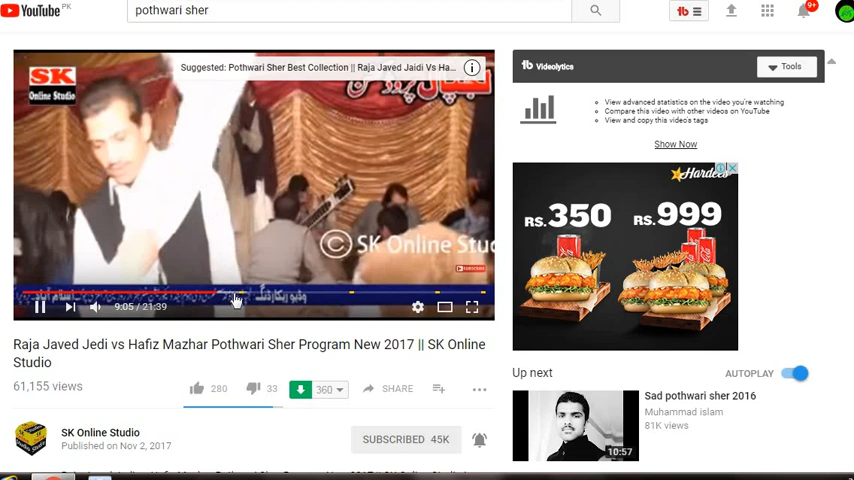 YouTube PK
pothwari sher
9+
SK
Online Studio
Suggested: Pothwari Sher Best Collection || Raja Javed Jaidi Vs Ha...
© SK Online Stu
SUBSCRIBE
9:05 / 21:39
Raja Javed Jedi vs Hafiz Mazhar Pothwari Sher Program New 2017 || SK Online
Studio
61,155 views
280
33
360
SHARE
SK Online Studio
Published on Nov 2, 2017
SUBSCRIBED 45K
tb Videolytics
Tools
View advanced statistics on the video you're watching
Compare this video with other videos on YouTube
View and copy this video's tags
Show Now
Hardee's
RS.350
RS.999
Up next
AUTOPLAY
Sad pothwari sher 2016
Muhammad islam
81K views
10:57